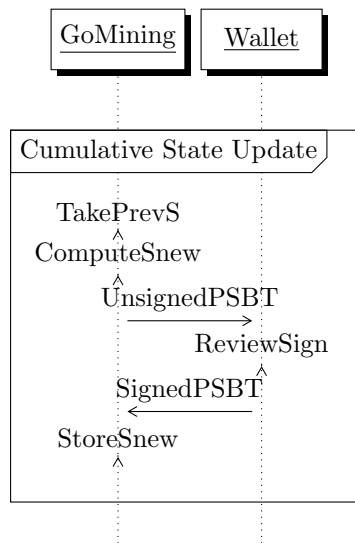 GoMining
Wallet
Cumulative State Update
TakePrevS
ComputeSnew
UnsignedPSBT
ReviewSign
SignedPSBT
StoreSnew